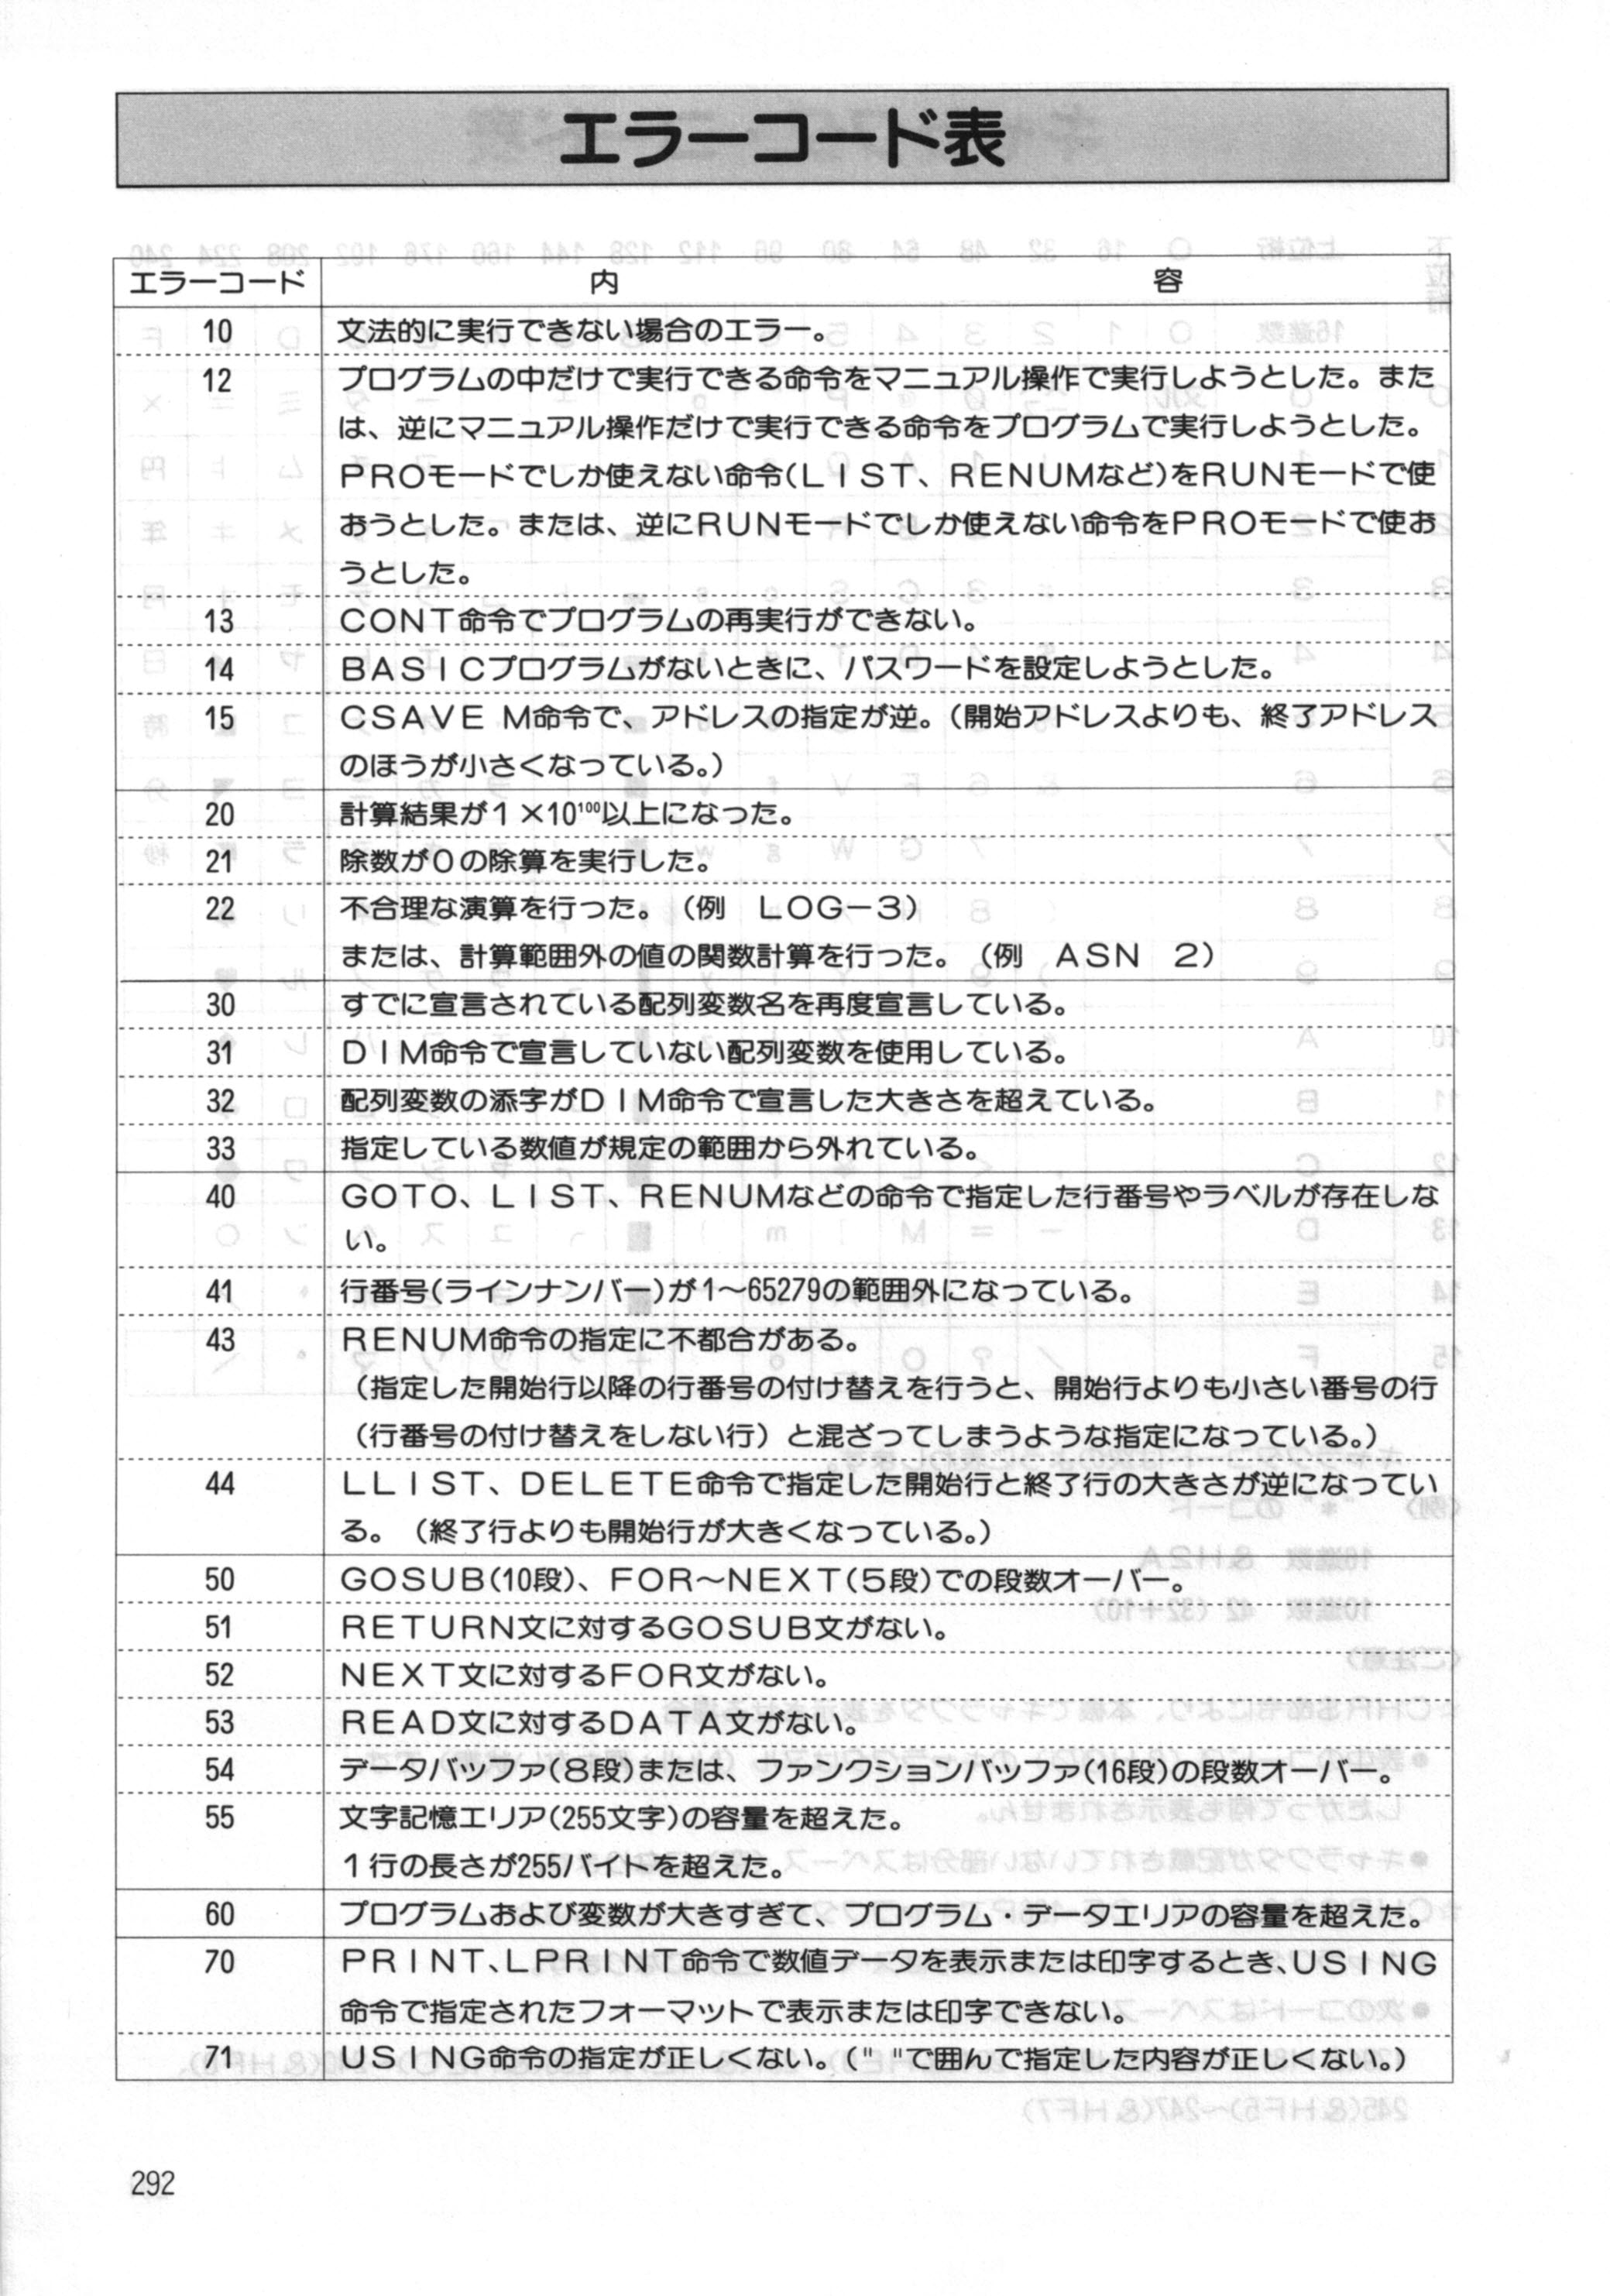 エラーコード表
エラーコード 内容
10 文法的に実行できない場合のエラー。
12 プログラムの中だけで実行できる命令をマニュアル操作で実行しようとした。また
は、逆にマニュアル操作だけで実行できる命令をプログラムで実行しようとした。
PROモードでしか使えない命令(LIST、RENUMなど)をRUNモードで使
おうとした。または、逆にRUNモードでしか使えない命令をPROモードで使お
うとした。
13 CONT命令でプログラムの再実行ができない。
14 BASICプログラムがないときに、パスワードを設定しようとした。
15 CSAVE M命令で、アドレスの指定が逆。(開始アドレスよりも、終了アドレス
のほうが小さくなっている。)
20 計算結果が1×10¹⁰⁰以上になった。
21 除数が0の除算を実行した。
22 不合理な演算を行った。(例 LOG−3)
または、計算範囲外の値の関数計算を行った。(例 ASN 2)
30 すでに宣言されている配列変数名を再度宣言している。
31 DIM命令で宣言していない配列変数を使用している。
32 配列変数の添字がDIM命令で宣言した大きさを超えている。
33 指定している数値が規定の範囲から外れている。
40 GOTO、LIST、RENUMなどの命令で指定した行番号やラベルが存在しな
い。
41 行番号(ラインナンバー)が1〜65279の範囲外になっている。
43 RENUM命令の指定に不都合がある。
(指定した開始行以降の行番号の付け替えを行うと、開始行よりも小さい番号の行
(行番号の付け替えをしない行)と混ざってしまうような指定になっている。)
44 LLIST、DELETE命令で指定した開始行と終了行の大きさが逆になってい
る。(終了行よりも開始行が大きくなっている。)
50 GOSUB(10段)、FOR〜NEXT(5段)での段数オーバー。
51 RETURN文に対するGOSUB文がない。
52 NEXT文に対するFOR文がない。
53 READ文に対するDATA文がない。
54 データバッファ(8段)または、ファンクションバッファ(16段)の段数オーバー。
55 文字記憶エリア(255文字)の容量を超えた。
1行の長さが255バイトを超えた。
60 プログラムおよび変数が大きすぎて、プログラム・データエリアの容量を超えた。
70 PRINT、LPRINT命令で数値データを表示または印字するとき、USING
命令で指定されたフォーマットで表示または印字できない。
71 USING命令の指定が正しくない。(" "で囲んで指定した内容が正しくない。)
292